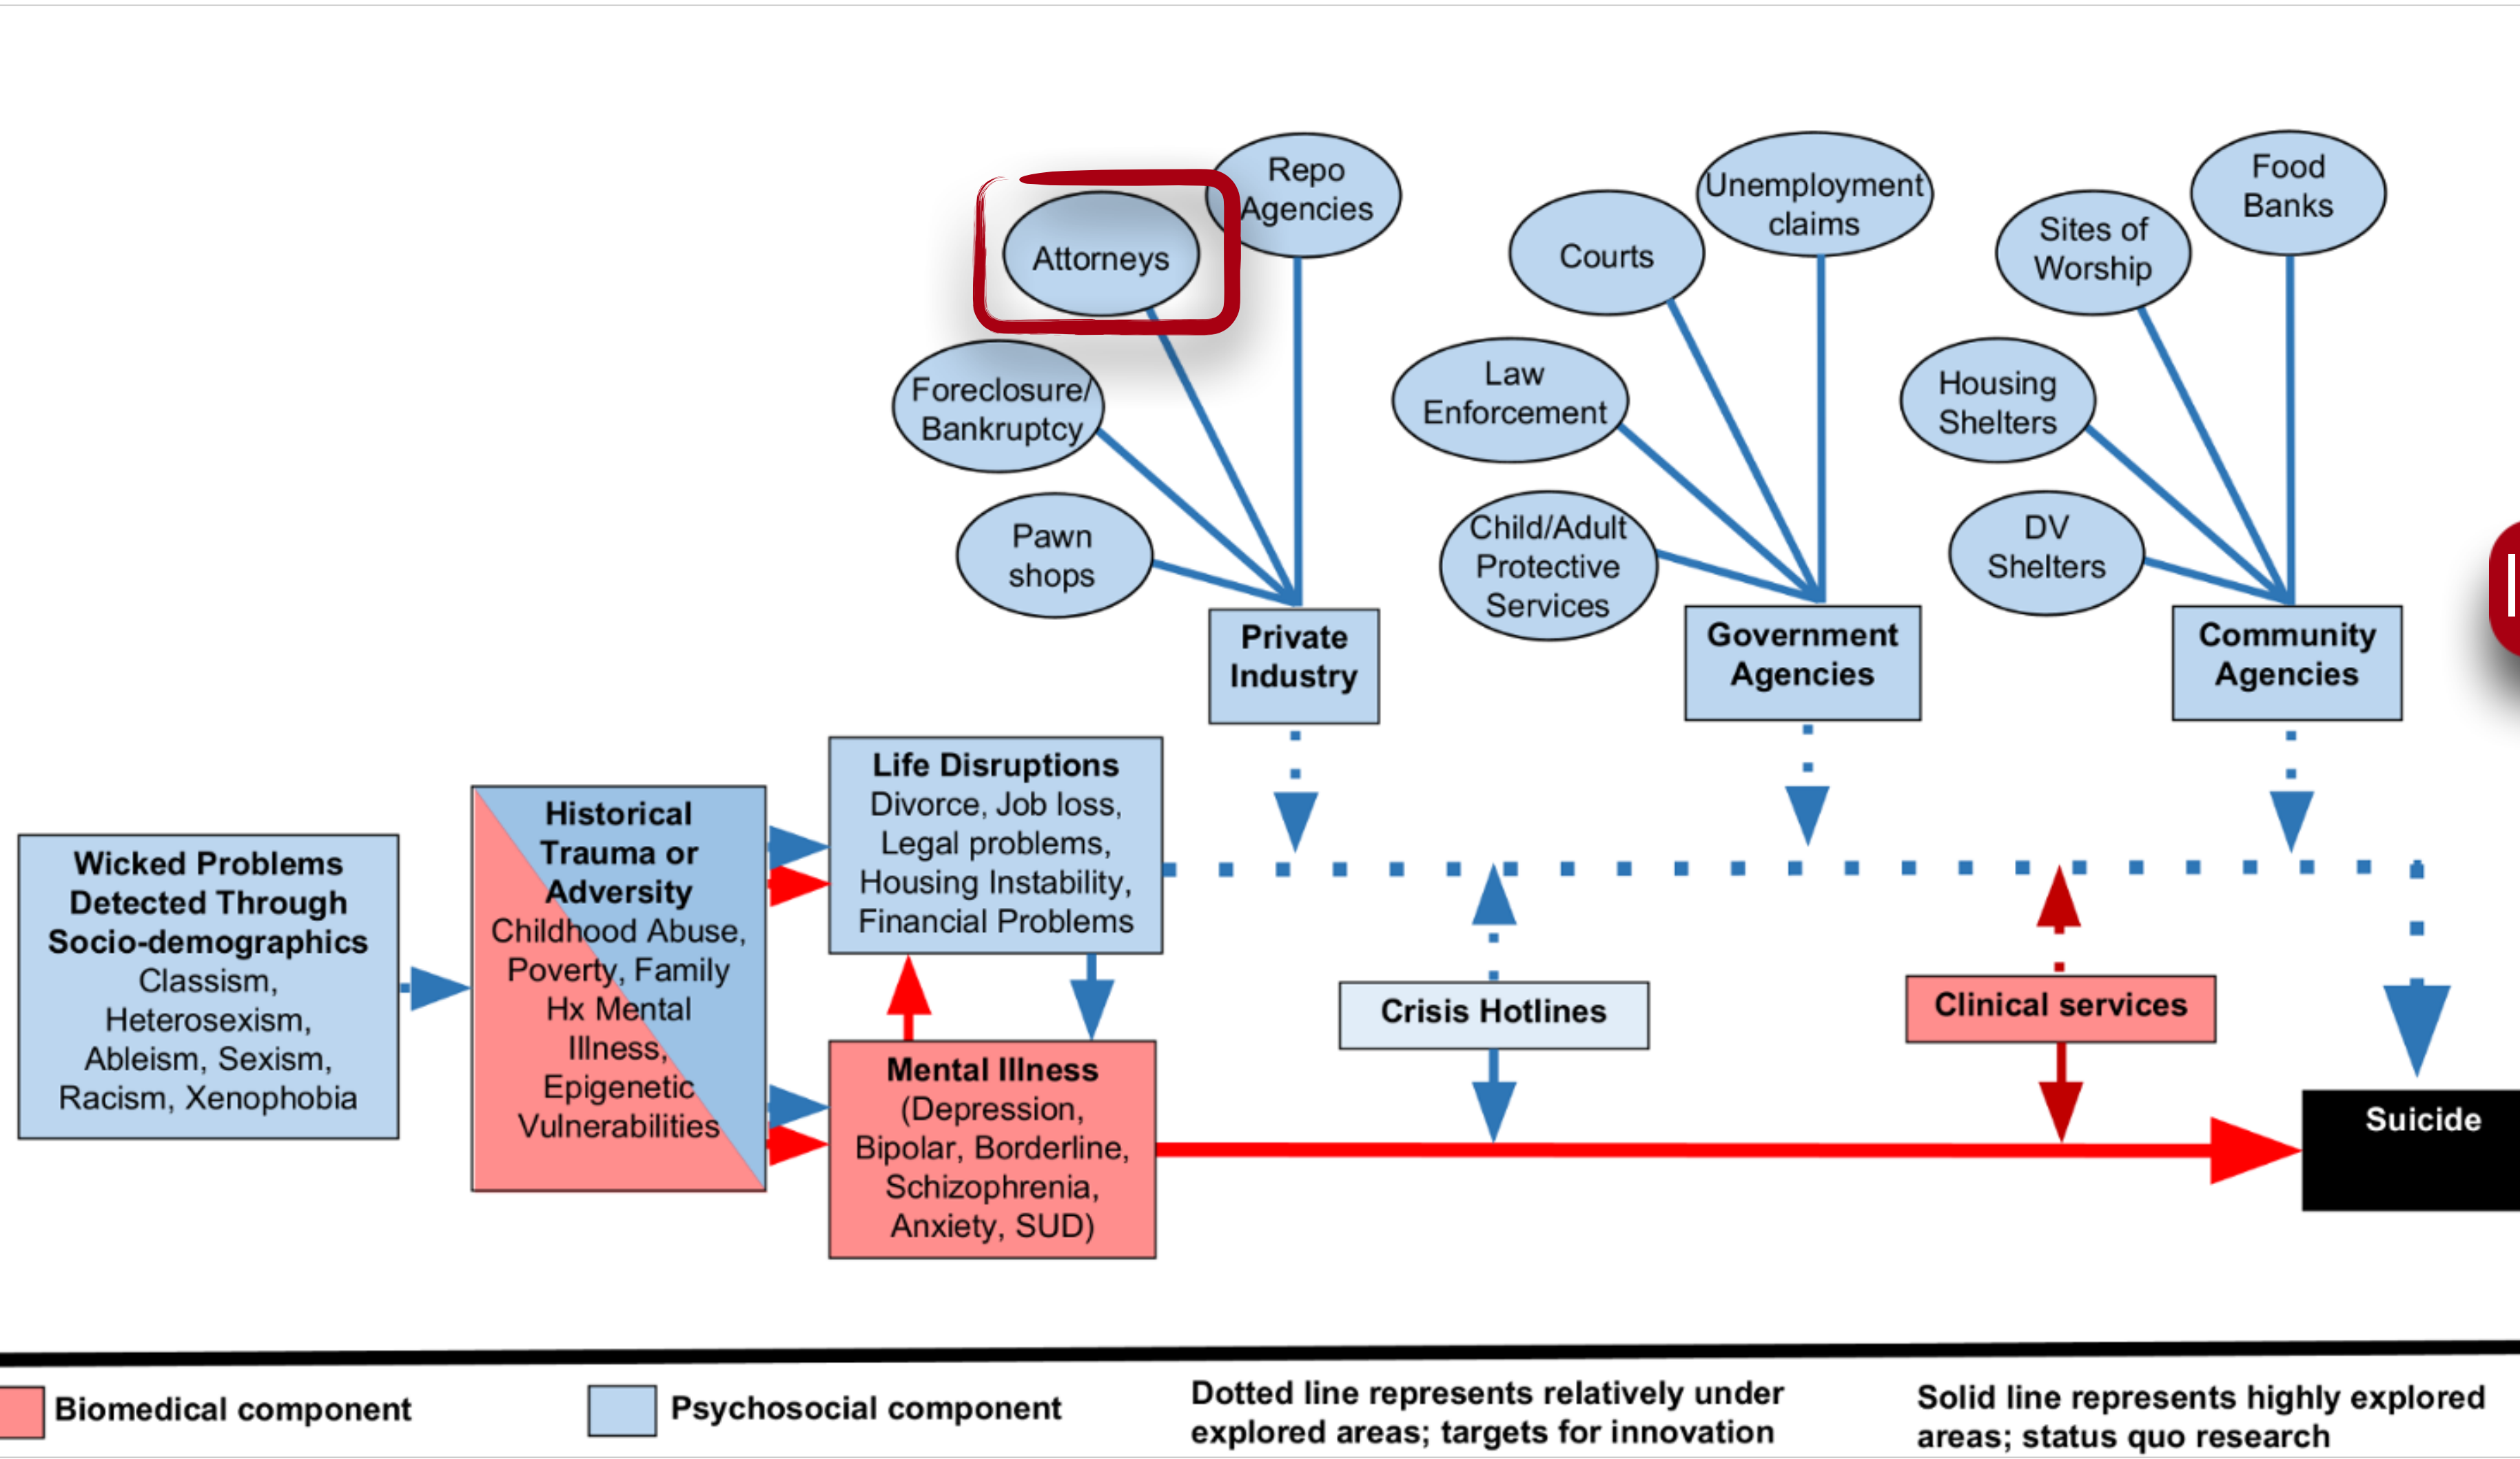 Repo
Agencies
Attorneys
Foreclosure/
Bankruptcy
Pawn
shops
Private
Industry
Unemployment
claims
Courts
Law
Enforcement
Child/Adult
Protective
Services
Government
Agencies
Food
Banks
Sites of
Worship
Housing
Shelters
DV
Shelters
Community
Agencies
Wicked Problems
Detected Through
Socio-demographics
Classism,
Heterosexism,
Ableism, Sexism,
Racism, Xenophobia
Historical
Trauma or
Adversity
Childhood Abuse,
Poverty, Family
Hx Mental
Illness,
Epigenetic
Vulnerabilities
Life Disruptions
Divorce, Job loss,
Legal problems,
Housing Instability,
Financial Problems
Mental Illness
(Depression,
Bipolar, Borderline,
Schizophrenia,
Anxiety, SUD)
Crisis Hotlines
Clinical services
Suicide
Biomedical component
Psychosocial component
Dotted line represents relatively under
explored areas; targets for innovation
Solid line represents highly explored
areas; status quo research